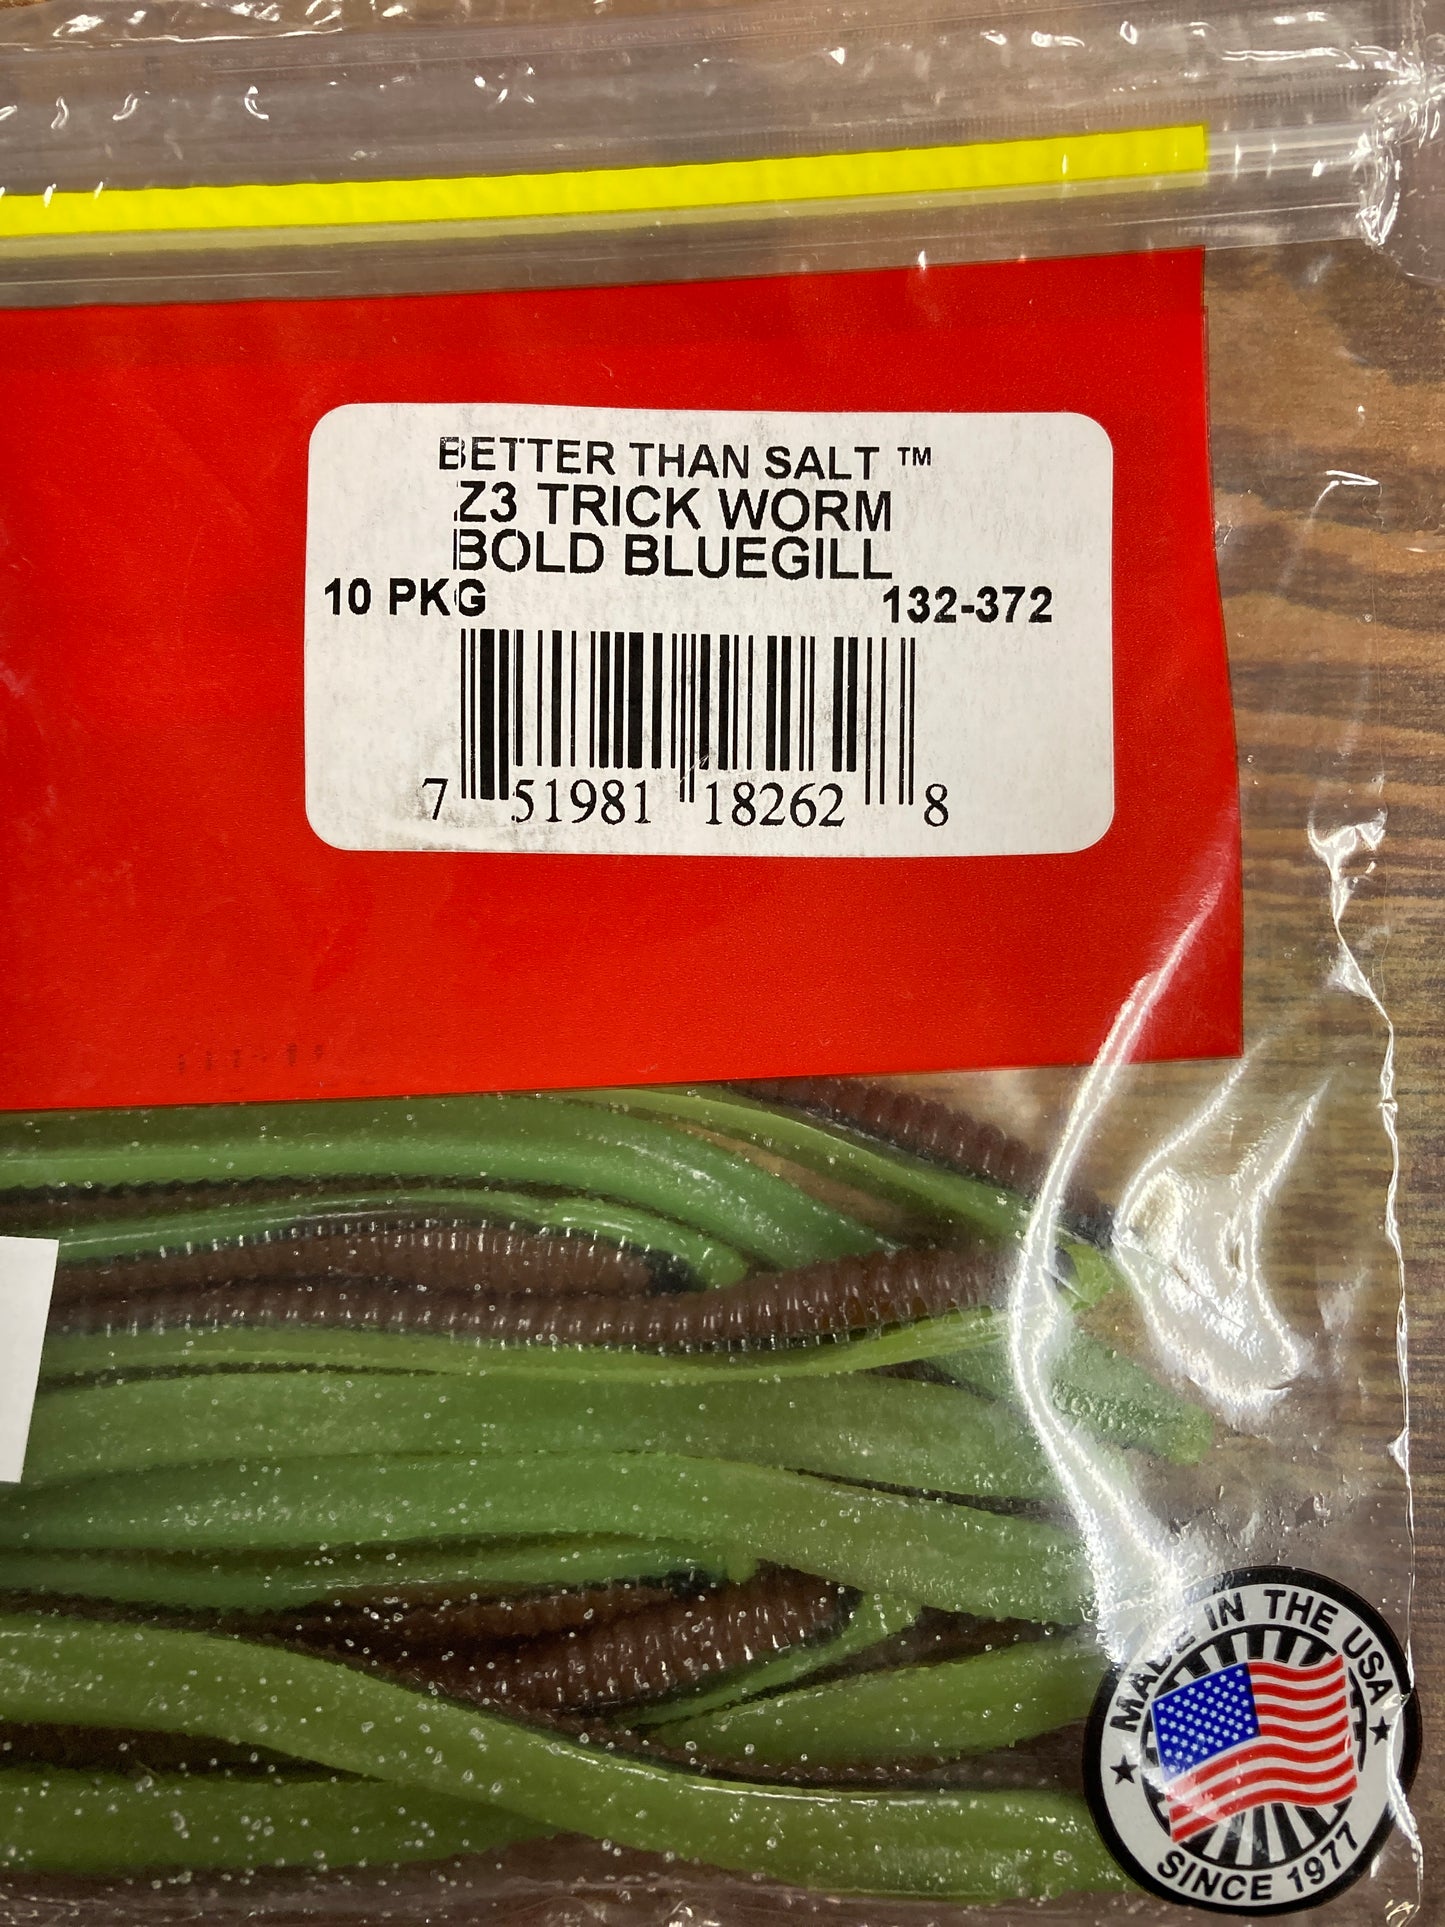 BETTER THAN SALT ™
Z3 TRICK WORM
BOLD BLUEGILL
10 PKG 132-372
7 51981 18262 8
MADE IN THE USA
SINCE 1977